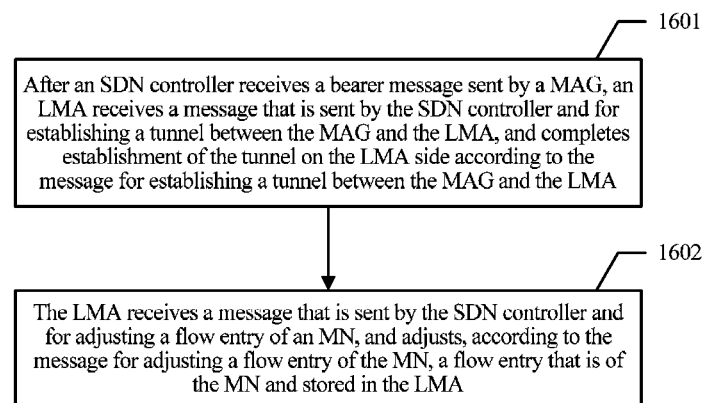 1601
After an SDN controller receives a bearer message sent by a MAG, an
LMA receives a message that is sent by the SDN controller and for
establishing a tunnel between the MAG and the LMA, and completes
establishment of the tunnel on the LMA side according to the
message for establishing a tunnel between the MAG and the LMA
1602
The LMA receives a message that is sent by the SDN controller and
for adjusting a flow entry of an MN, and adjusts, according to the
message for adjusting a flow entry of the MN, a flow entry that is of
the MN and stored in the LMA